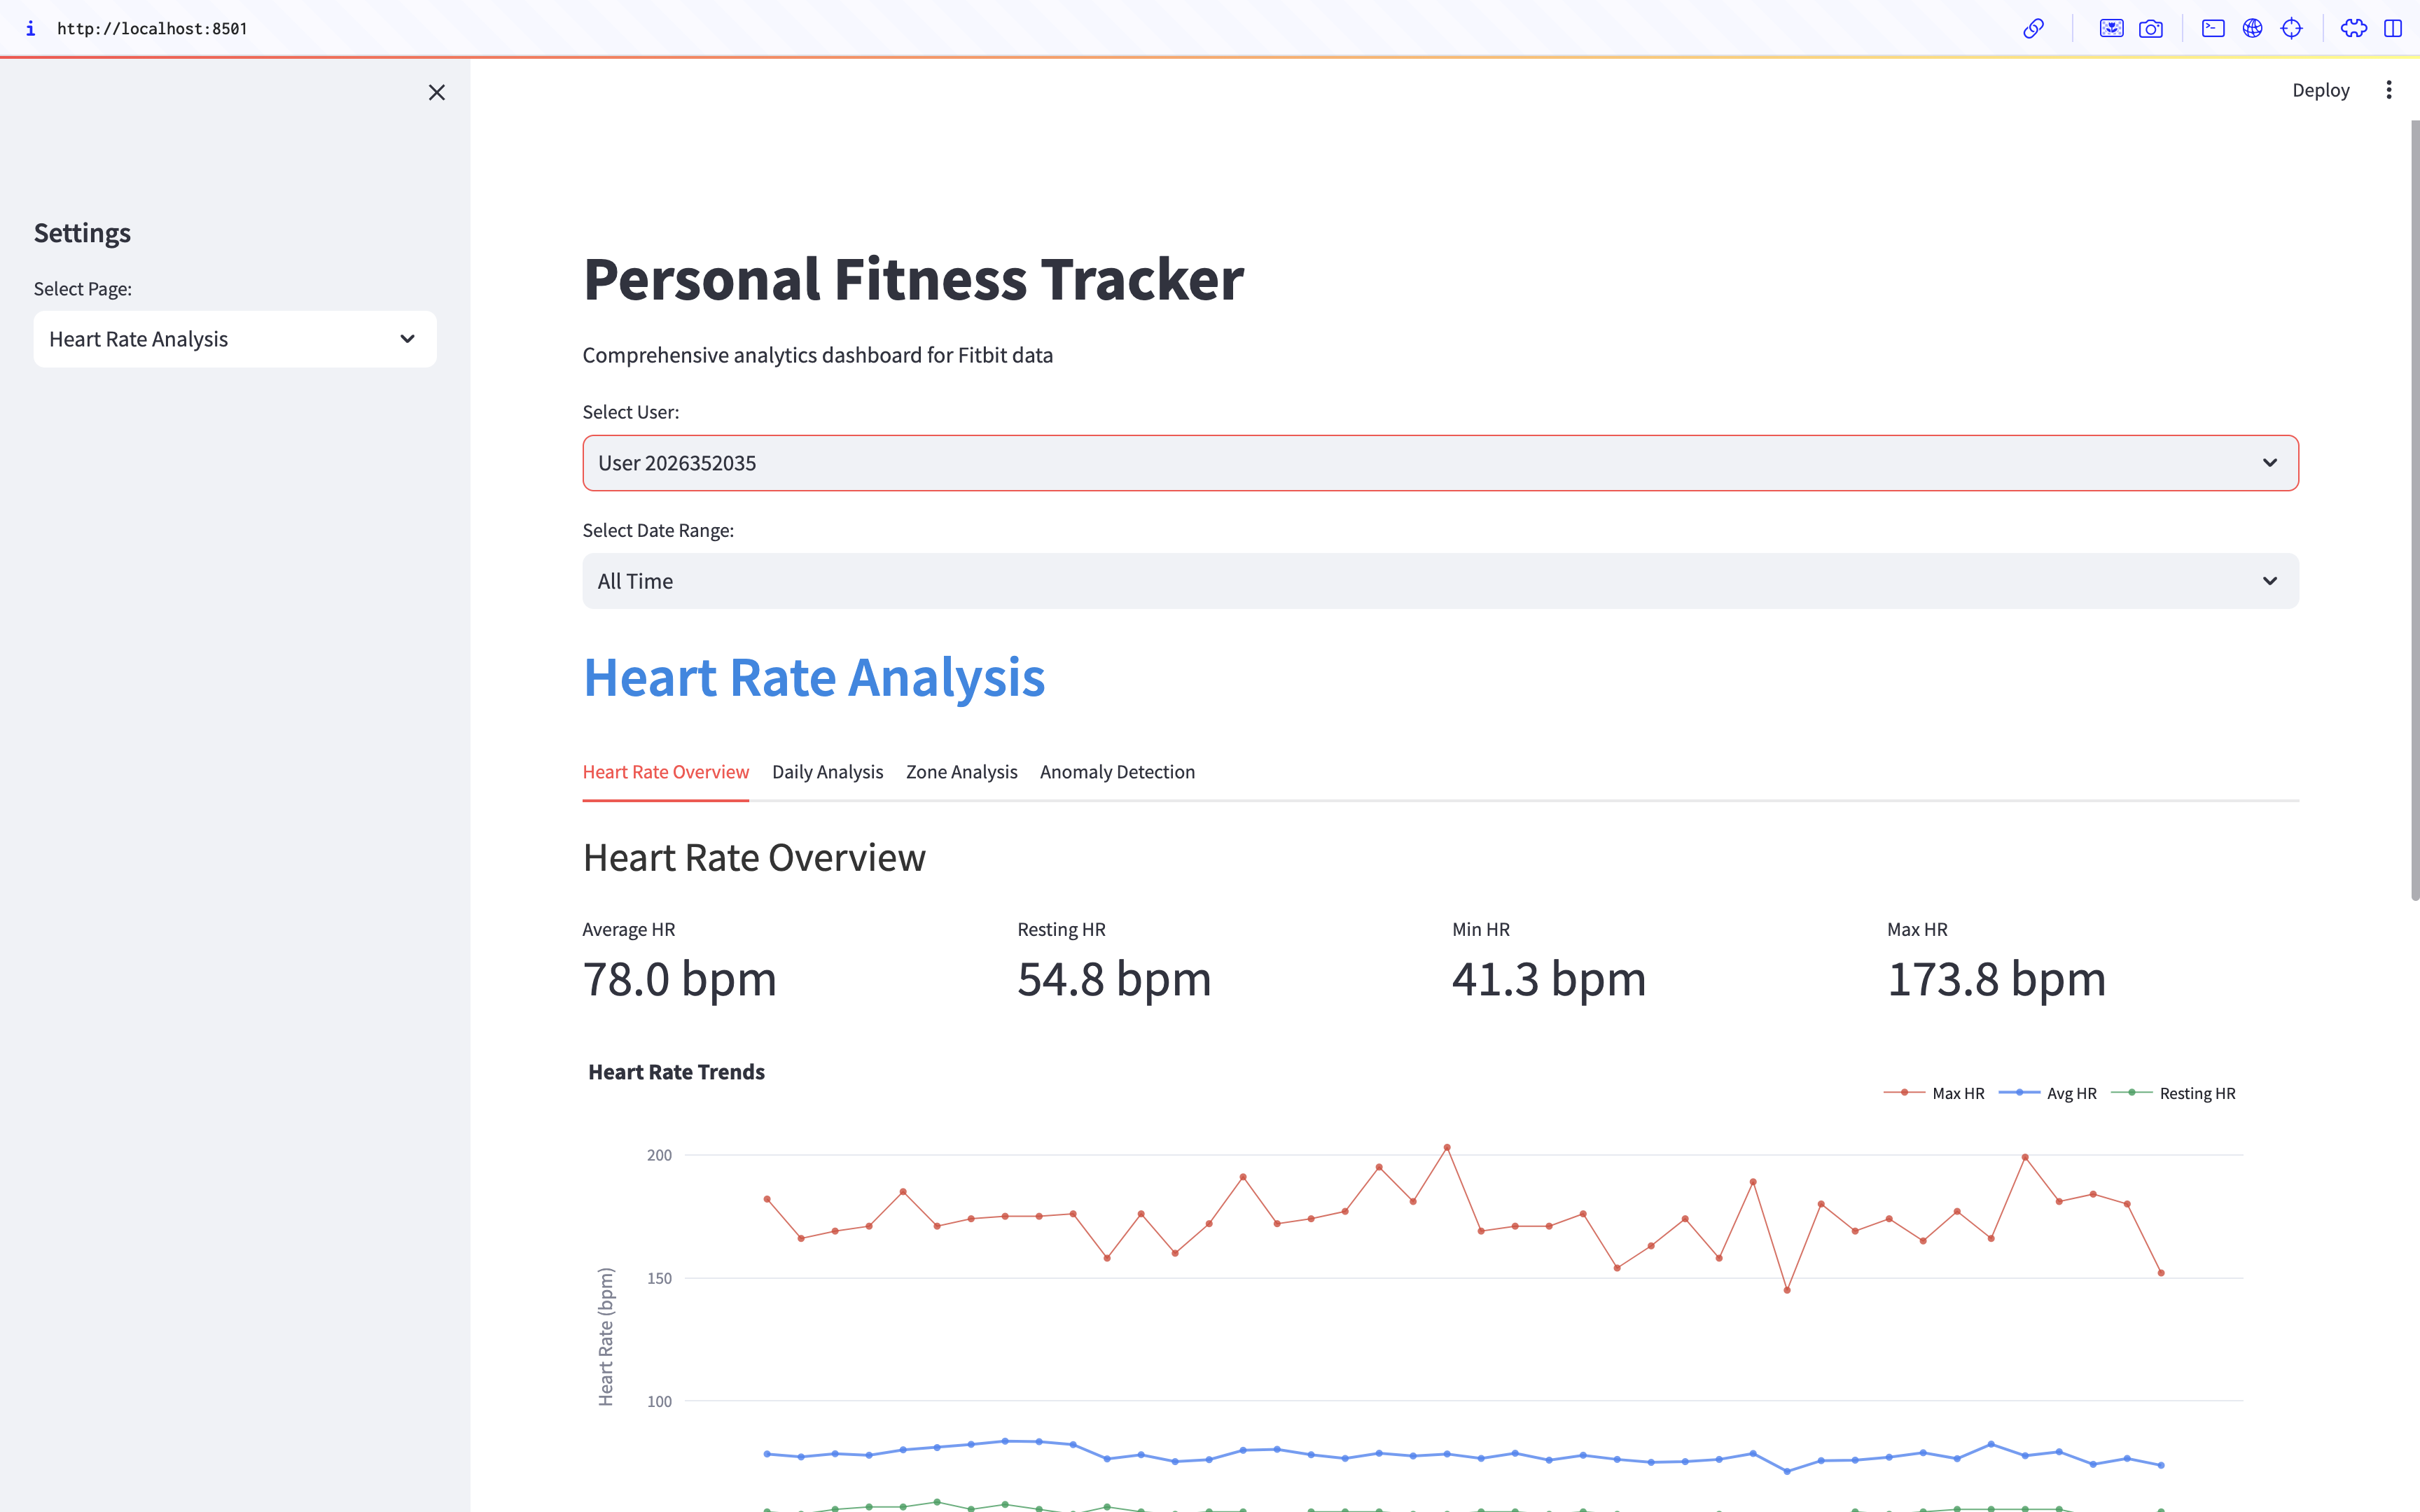 i http://localhost:8501
Deploy
Settings
Select Page:
Heart Rate Analysis
Personal Fitness Tracker
Comprehensive analytics dashboard for Fitbit data
Select User:
User 2026352035
Select Date Range:
All Time
Heart Rate Analysis
Heart Rate Overview Daily Analysis Zone Analysis Anomaly Detection
Heart Rate Overview
Average HR Resting HR Min HR Max HR
78.0 bpm 54.8 bpm 41.3 bpm 173.8 bpm
Heart Rate Trends
Max HR Avg HR Resting HR
200
150
100
Heart Rate (bpm)